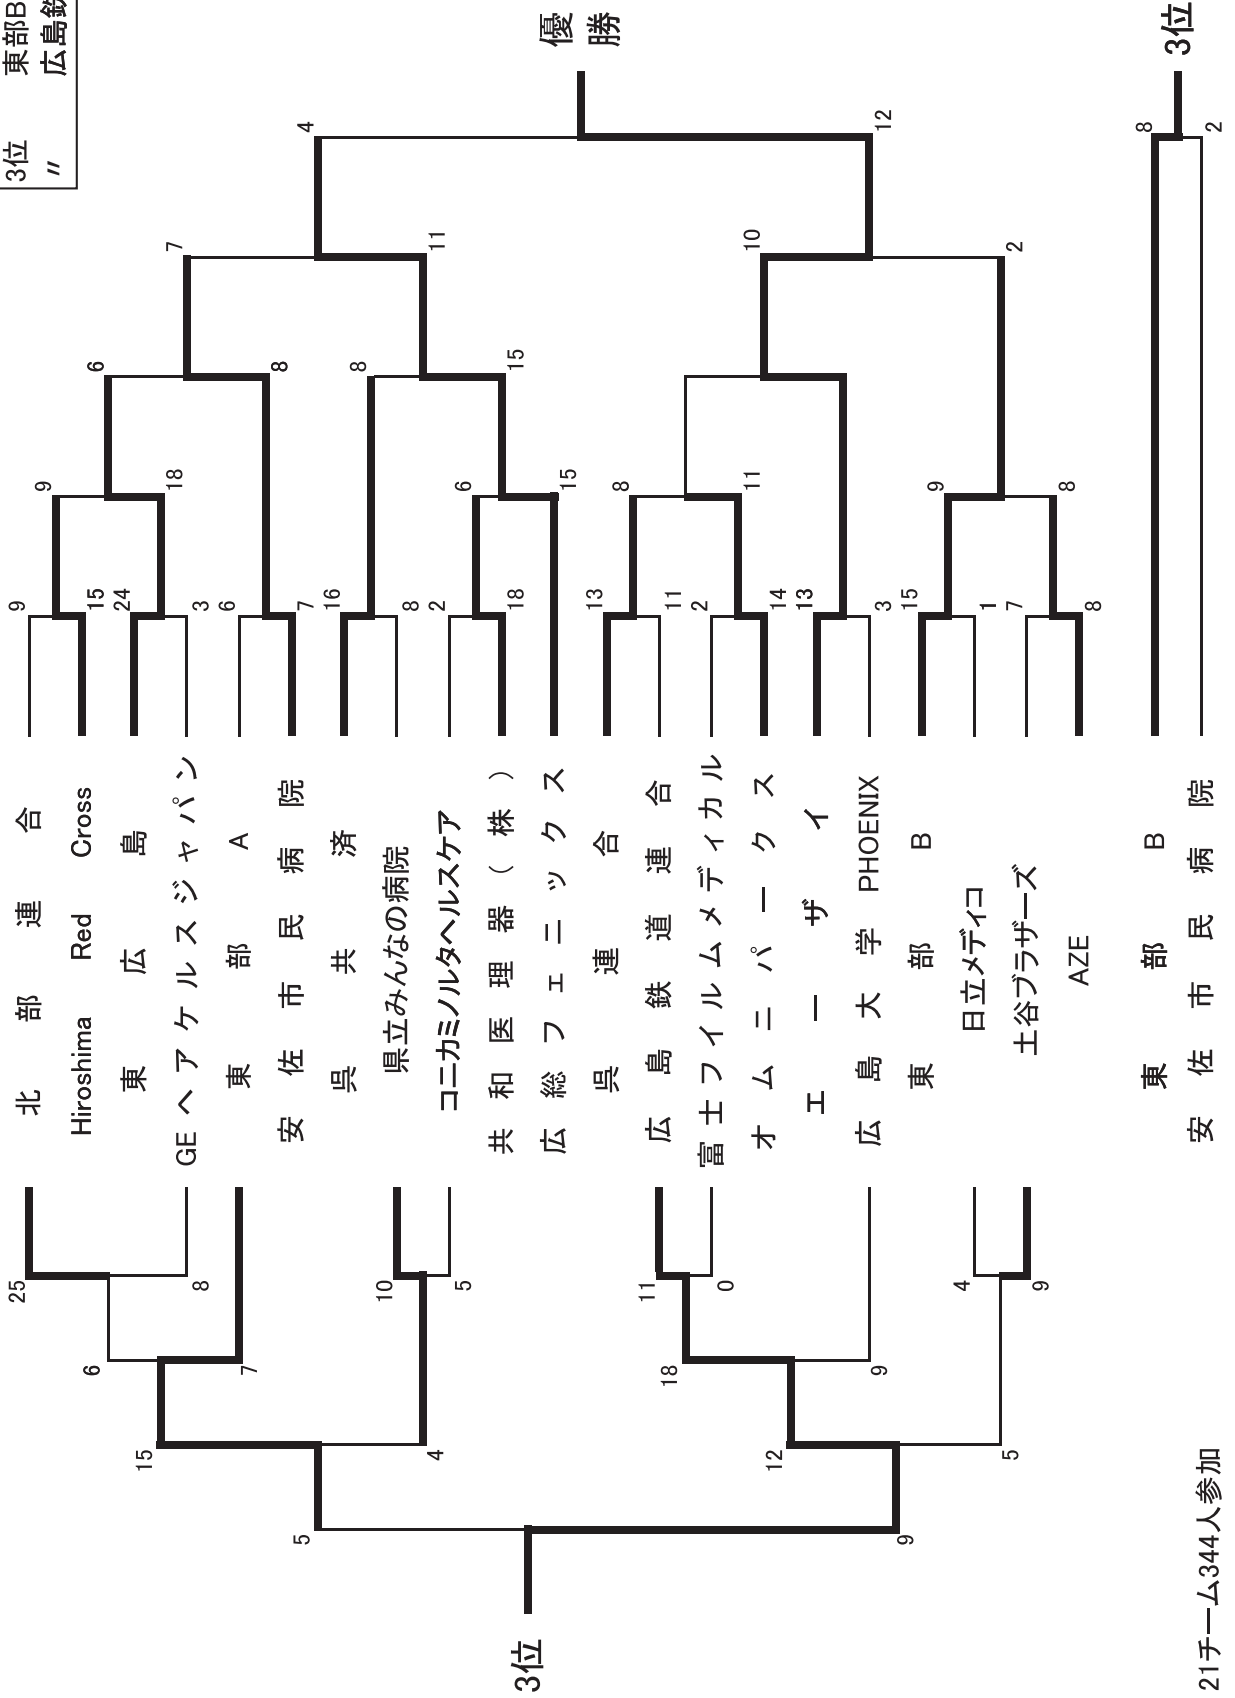 3位 東部B
〃 広島鉄
優勝
4
12
7
11
10
2
6
8
8
15
9
18
6
15
8
11
9
8
9
15
24
3
6
7
16
8
2
18
13
11
2
14
13
3
15
1
7
8
3位
8
2
北部連合
Hiroshima Red Cross
東広島
GEヘアケルスジャパン
東部A
安佐市民病院
呉共済
県立みんなの病院
コニカミノルタヘルスケア
共和医理器(株)
広総フェニックス
呉連合
広島鉄道連合
富士フイルムメディカル
オムニパーク ス
エーザイ
広島大学PHOENIX
東部B
日立メディコ
土谷ブラザーズ
AZE
東部B
安佐市民病院
25
8
10
5
11
0
4
9
6
7
18
9
15
4
12
5
5
9
3位
21チーム344人参加